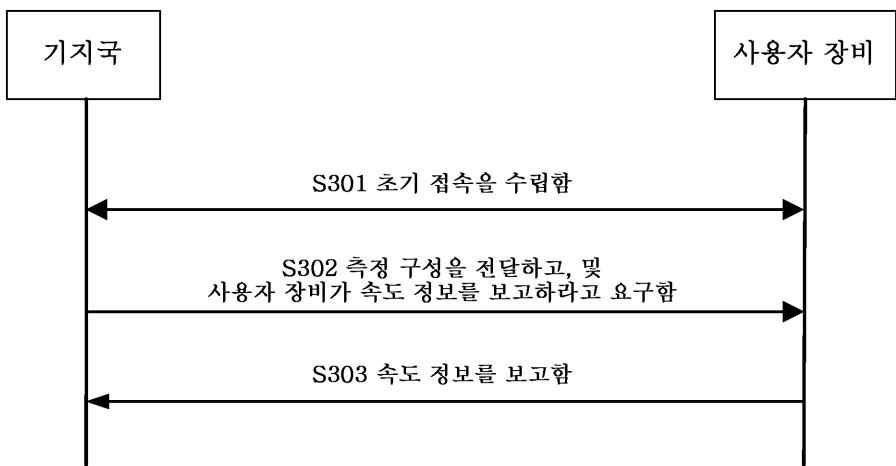 기지국
사용자 장비
S301 초기 접속을 수립함
S302 측정 구성을 전달하고, 및
사용자 장비가 속도 정보를 보고하라고 요구함
S303 속도 정보를 보고함